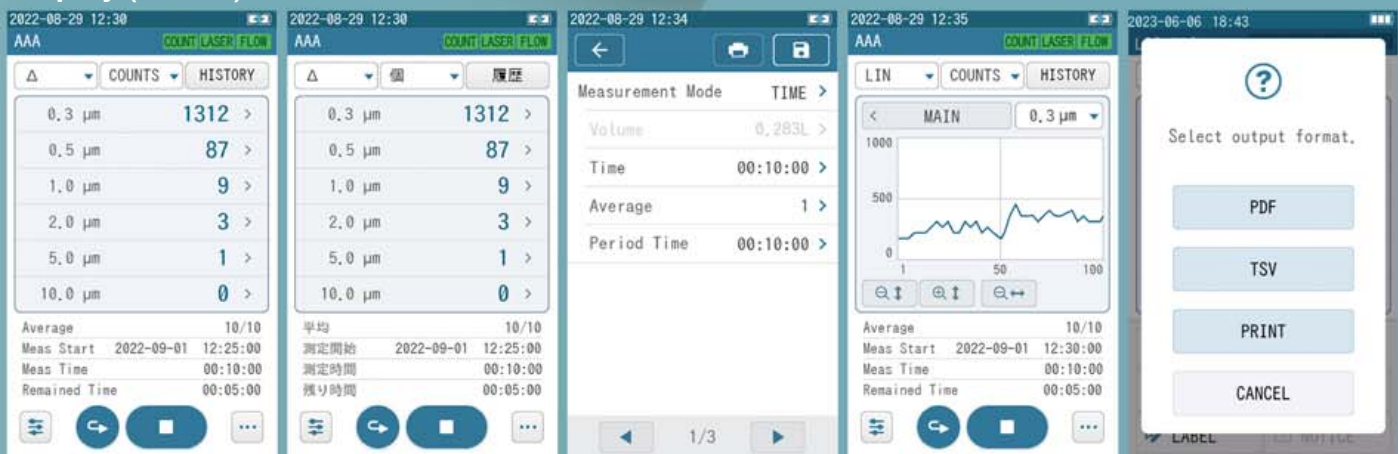 2022-08-29 12:30
AAA
COUNT LASER FLOW
Δ COUNTS HISTORY
0.3 µm 1312 >
0.5 µm 87 >
1.0 µm 9 >
2.0 µm 3 >
5.0 µm 1 >
10.0 µm 0 >
Average 10/10
Meas Start 2022-09-01 12:25:00
Meas Time 00:10:00
Remained Time 00:05:00
2022-08-29 12:30
AAA
COUNT LASER FLOW
Δ 個 履歴
0.3 µm 1312 >
0.5 µm 87 >
1.0 µm 9 >
2.0 µm 3 >
5.0 µm 1 >
10.0 µm 0 >
平均 10/10
測定開始 2022-09-01 12:25:00
測定時間 00:10:00
残り時間 00:05:00
2022-08-29 12:34
Measurement Mode TIME >
Volume 0.283L >
Time 00:10:00 >
Average 1 >
Period Time 00:10:00 >
1/3
2022-08-29 12:35
AAA
COUNT LASER FLOW
LIN COUNTS HISTORY
< MAIN 0.3 µm
1000
500
0
1 50 100
Average 10/10
Meas Start 2022-09-01 12:30:00
Meas Time 00:10:00
Remained Time 00:05:00
2023-06-06 18:43
Select output format.
PDF
TSV
PRINT
CANCEL
LABEL NOTICE